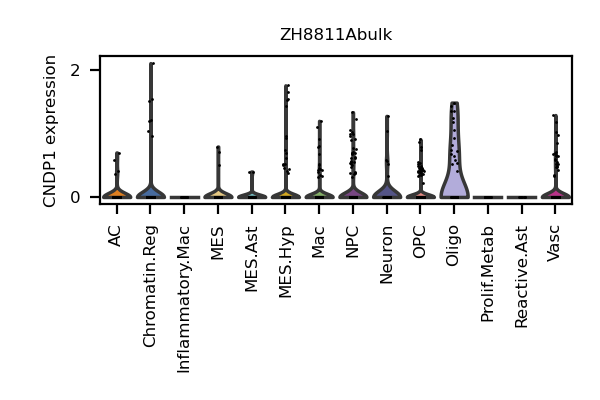 ZH8811Abulk
CNDP1 expression
2
0
AC
Chromatin.Reg
Inflammatory.Mac
MES
MES.Ast
MES.Hyp
Mac
NPC
Neuron
OPC
Oligo
Prolif.Metab
Reactive.Ast
Vasc